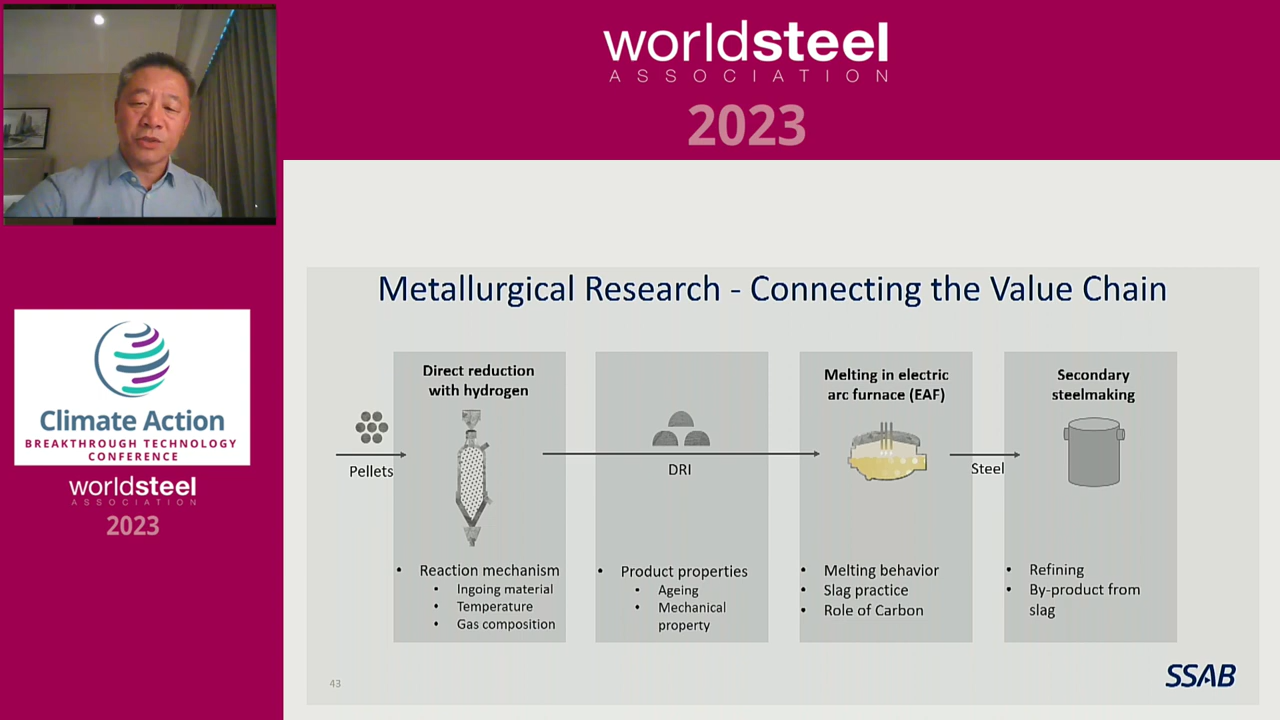 worldsteel
ASSOCIATION
2023
Climate Action
BREAKTHROUGH TECHNOLOGY
CONFERENCE
worldsteel
ASSOCIATION
2023
Metallurgical Research - Connecting the Value Chain
Direct reduction
with hydrogen
Pellets
• Reaction mechanism
• Ingoing material
• Temperature
• Gas composition
DRI
• Product properties
• Ageing
• Mechanical
property
Melting in electric
arc furnace (EAF)
• Melting behavior
• Slag practice
• Role of Carbon
Steel
Secondary
steelmaking
• Refining
• By-product from
slag
43
SSAB